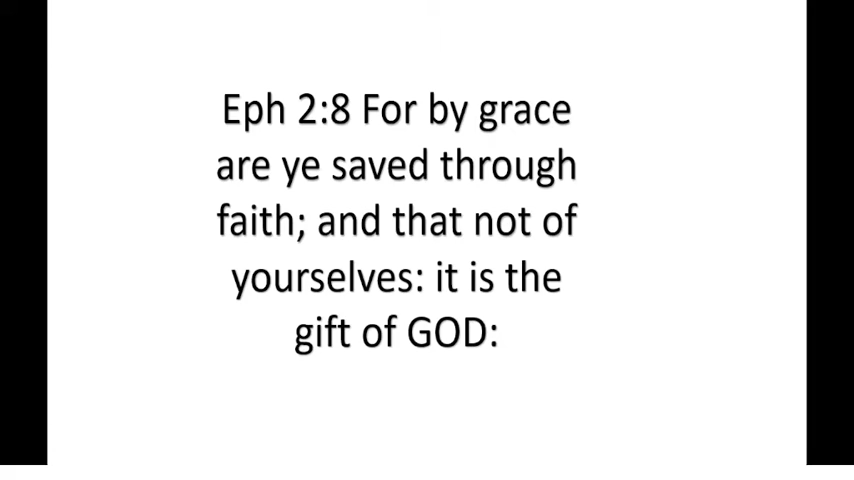 Eph 2:8 For by grace
are ye saved through
faith; and that not of
yourselves: it is the
gift of GOD: